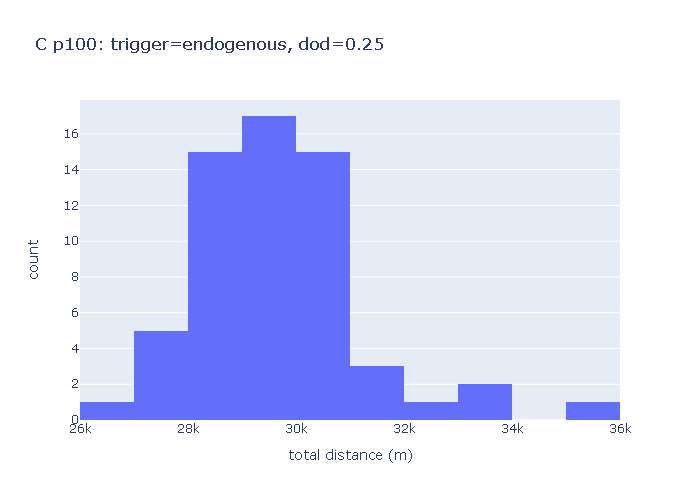 C p100: trigger=endogenous, dod=0.25
16
14
12
10
8
6
4
2
0
count
26k 28k 30k 32k 34k 36k
total distance (m)